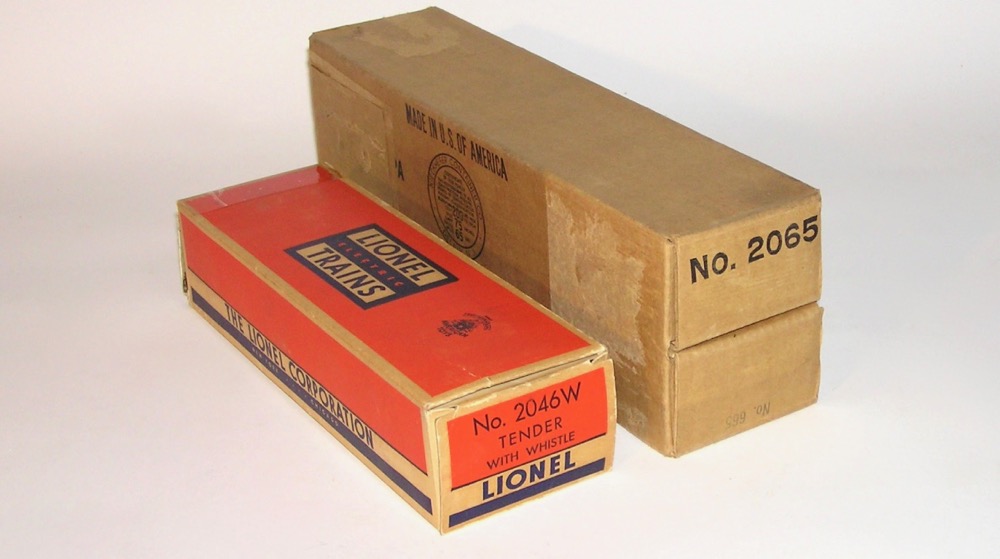 MADE IN U.S. OF AMERICA
No. 2065
No. 665
LIONEL
ELECTRIC
TRAINS
THE LIONEL CORPORATION
No. 2046W
TENDER
WITH WHISTLE
LIONEL